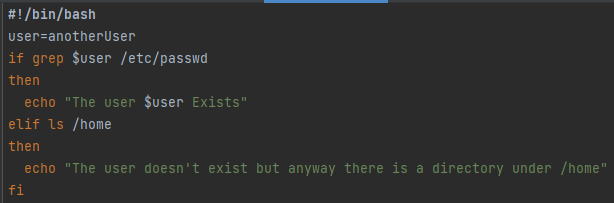 #!/bin/bash
user=anotherUser
if grep $user /etc/passwd
then
  echo "The user $user Exists"
elif ls /home
then
  echo "The user doesn't exist but anyway there is a directory under /home"
fi